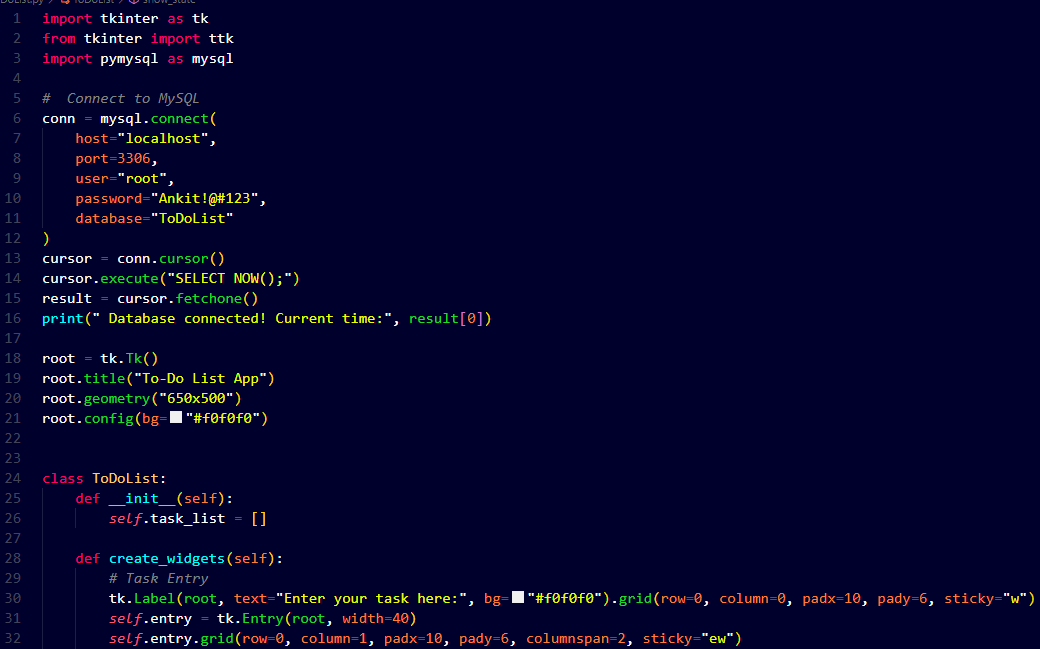 DoList.py > ToDoList > show_stats
1 import tkinter as tk
2 from tkinter import ttk
3 import pymysql as mysql
4
5 #  Connect to MySQL
6 conn = mysql.connect(
7     host="localhost",
8     port=3306,
9     user="root",
10     password="Ankit!@#123",
11     database="ToDoList"
12 )
13 cursor = conn.cursor()
14 cursor.execute("SELECT NOW();")
15 result = cursor.fetchone()
16 print(" Database connected! Current time:", result[0])
17
18 root = tk.Tk()
19 root.title("To-Do List App")
20 root.geometry("650x500")
21 root.config(bg="#f0f0f0")
22
23
24 class ToDoList:
25     def __init__(self):
26         self.task_list = []
27
28     def create_widgets(self):
29         # Task Entry
30         tk.Label(root, text="Enter your task here:", bg="#f0f0f0").grid(row=0, column=0, padx=10, pady=6, sticky="w")
31         self.entry = tk.Entry(root, width=40)
32         self.entry.grid(row=0, column=1, padx=10, pady=6, columnspan=2, sticky="ew")